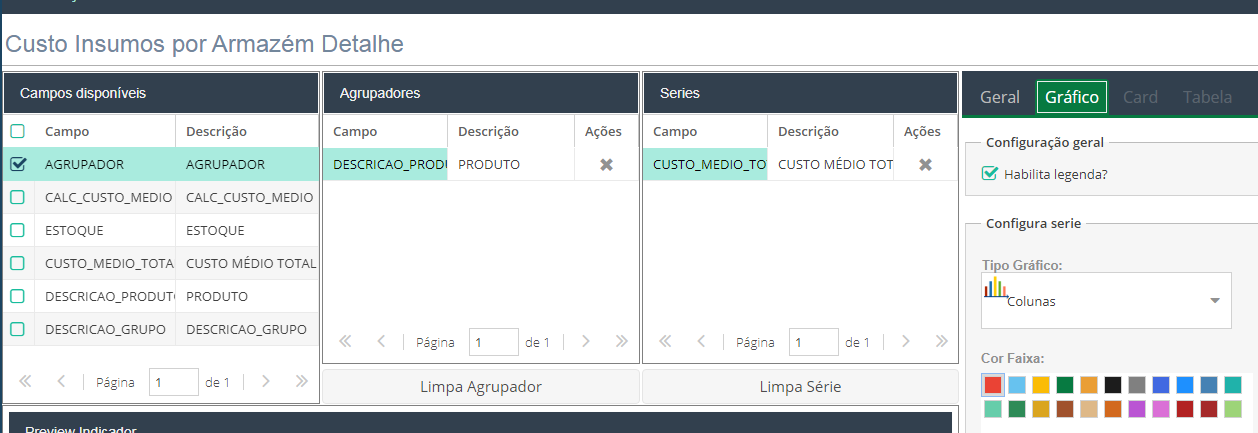 Custo Insumos por Armazém Detalhe
Campos disponíveis
Campo Descrição
AGRUPADOR AGRUPADOR
CALC_CUSTO_MEDIO CALC_CUSTO_MEDIO
ESTOQUE ESTOQUE
CUSTO_MEDIO_TOTA CUSTO MÉDIO TOTAL
DESCRICAO_PRODUT PRODUTO
DESCRICAO_GRUPO DESCRICAO_GRUPO
Página 1 de 1
Agrupadores
Campo Descrição Ações
DESCRICAO_PRODU PRODUTO
Página 1 de 1
Limpa Agrupador
Series
Campo Descrição Ações
CUSTO_MEDIO_TO CUSTO MÉDIO TOT
Página 1 de 1
Limpa Série
Geral Gráfico Card Tabela
Configuração geral
Habilita legenda?
Configura serie
Tipo Gráfico:
Colunas
Cor Faixa:
Preview Indicador